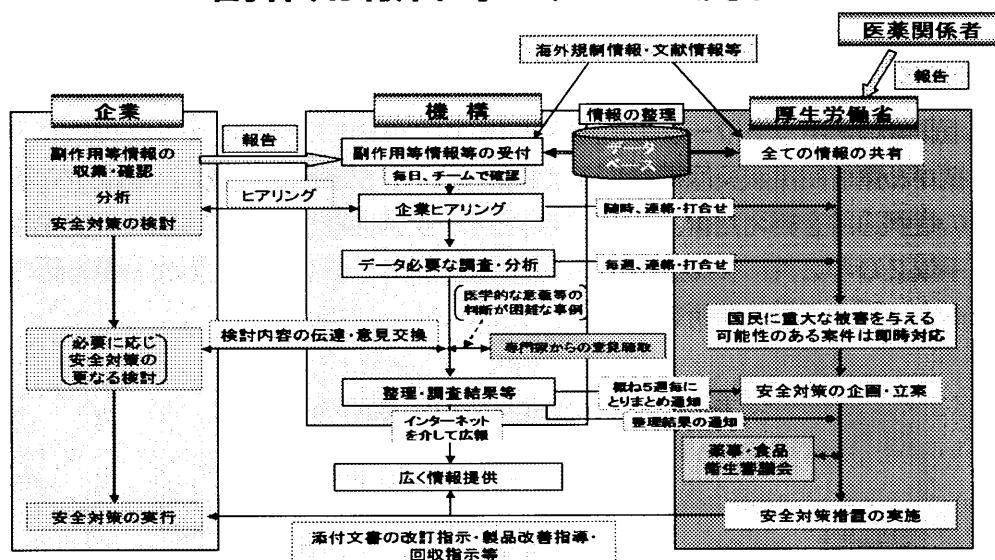 医薬関係者
海外規制情報・文献情報等
報告
企業
機構
情報の整理
厚生労働省
報告
副作用等情報の
収集・確認
分析
安全対策の検討
副作用等情報等の受付
データ
ベース
全ての情報の共有
毎日、チームで確認
ヒアリング
企業ヒアリング
随時、連絡・打合せ
データ必要な調査・分析
毎週、連絡・打合せ
医学的な意義等の
判断が困難な事例
国民に重大な被害を与える
可能性のある案件は即時対応
必要に応じ
安全対策の
更なる検討
検討内容の伝達・意見交換
専門家からの意見聴取
整理・調査結果等
概ね5週毎に
とりまとめ通知
安全対策の企画・立案
インターネット
を介して広報
整理結果の通知
薬事・食品
衛生審議会
広く情報提供
安全対策の実行
安全対策措置の実施
添付文書の改訂指示・製品改善指導・
回収指示等